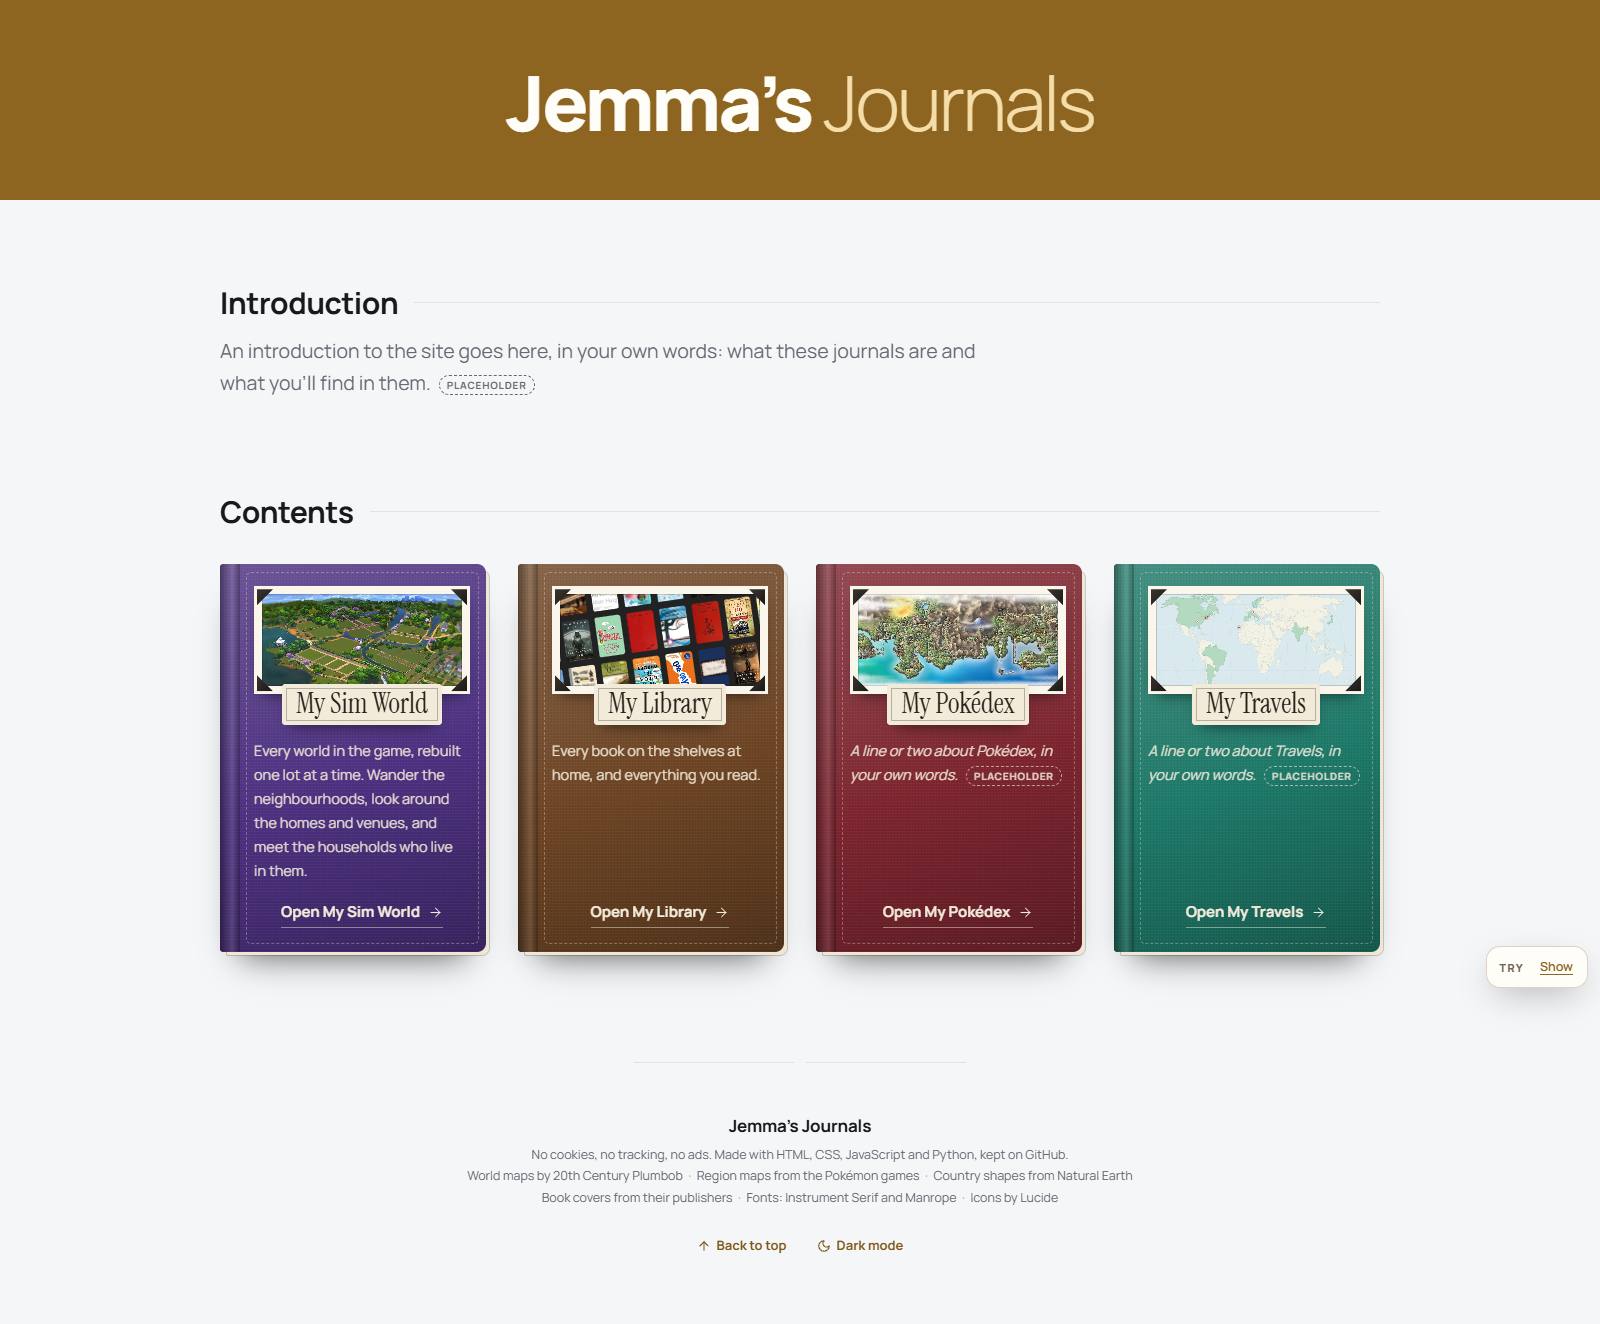 Jemma’s Journals
Introduction
An introduction to the site goes here, in your own words: what these journals are and
what you’ll find in them. PLACEHOLDER
Contents
My Sim World
Every world in the game, rebuilt
one lot at a time. Wander the
neighbourhoods, look around
the homes and venues, and
meet the households who live
in them.
Open My Sim World
My Library
Every book on the shelves at
home, and everything you read.
Open My Library
My Pokédex
A line or two about Pokédex, in
your own words. PLACEHOLDER
Open My Pokédex
My Travels
A line or two about Travels, in
your own words. PLACEHOLDER
Open My Travels
TRY Show
Jemma’s Journals
No cookies, no tracking, no ads. Made with HTML, CSS, JavaScript and Python, kept on GitHub.
World maps by 20th Century Plumbob · Region maps from the Pokémon games · Country shapes from Natural Earth
Book covers from their publishers · Fonts: Instrument Serif and Manrope · Icons by Lucide
Back to top Dark mode